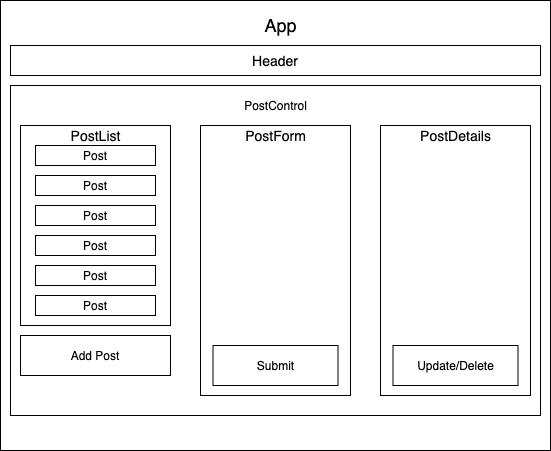 App
Header
PostControl
PostList
Post
Post
Post
Post
Post
Post
Add Post
PostForm
Submit
PostDetails
Update/Delete